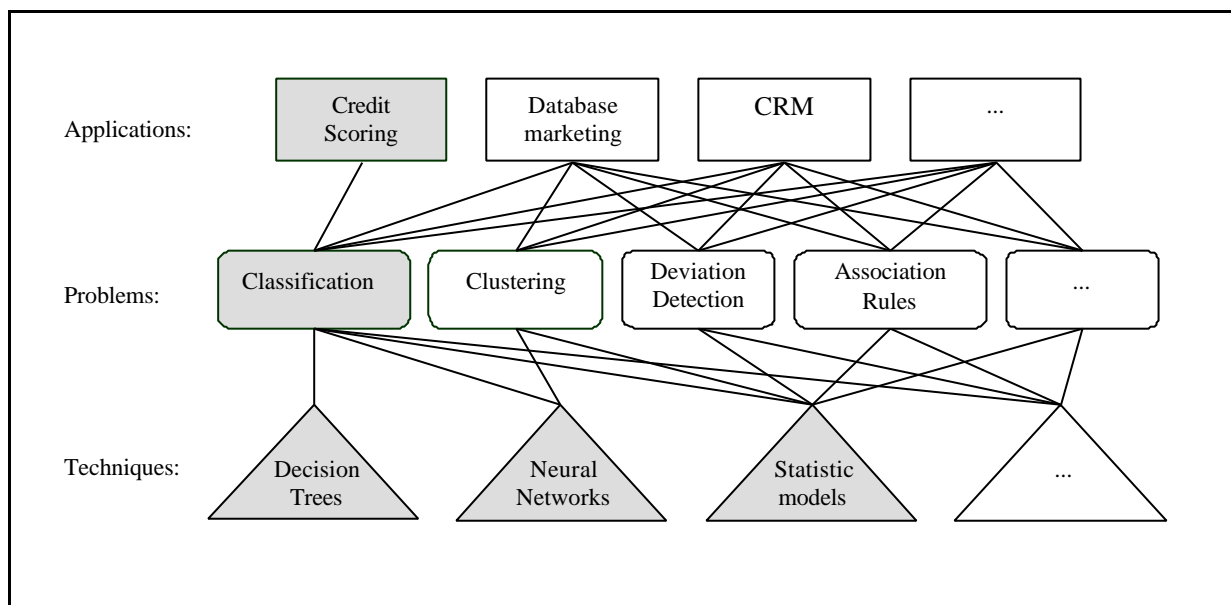 Applications:
Credit
Scoring
Database
marketing
CRM
...
Problems:
Classification
Clustering
Deviation
Detection
Association
Rules
...
Techniques:
Decision
Trees
Neural
Networks
Statistic
models
...